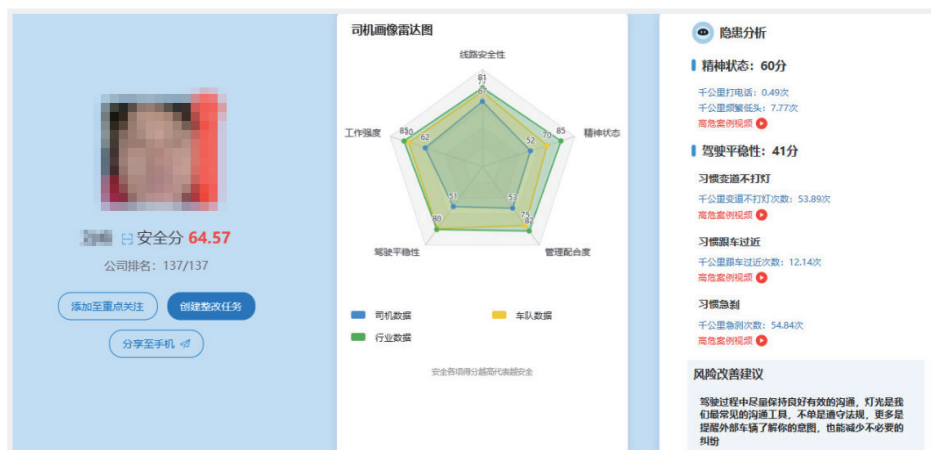 安全分 64.57
公司排名：137/137
添加至重点关注
创建整改任务
分享至手机
司机画像雷达图
线路安全性
81
77
67
工作强度
85
80
62
52
70
85
精神状态
51
53
80
75
82
驾驶平稳性
管理配合度
司机数据
车队数据
行业数据
安全各项得分越高代表越安全
隐患分析
精神状态：60分
千公里打电话：0.49次
千公里频繁低头：7.77次
高危案例视频
驾驶平稳性：41分
习惯变道不打灯
千公里变道不打灯次数：53.89次
高危案例视频
习惯跟车过近
千公里跟车过近次数：12.14次
高危案例视频
习惯急刹
千公里急刹次数：54.84次
高危案例视频
风险改善建议
驾驶过程中尽量保持良好有效的沟通，灯光是我
们最常见的沟通工具，不单是遵守法规，更多是
提醒外部车辆了解你的意图，也能减少不必要的
纠纷